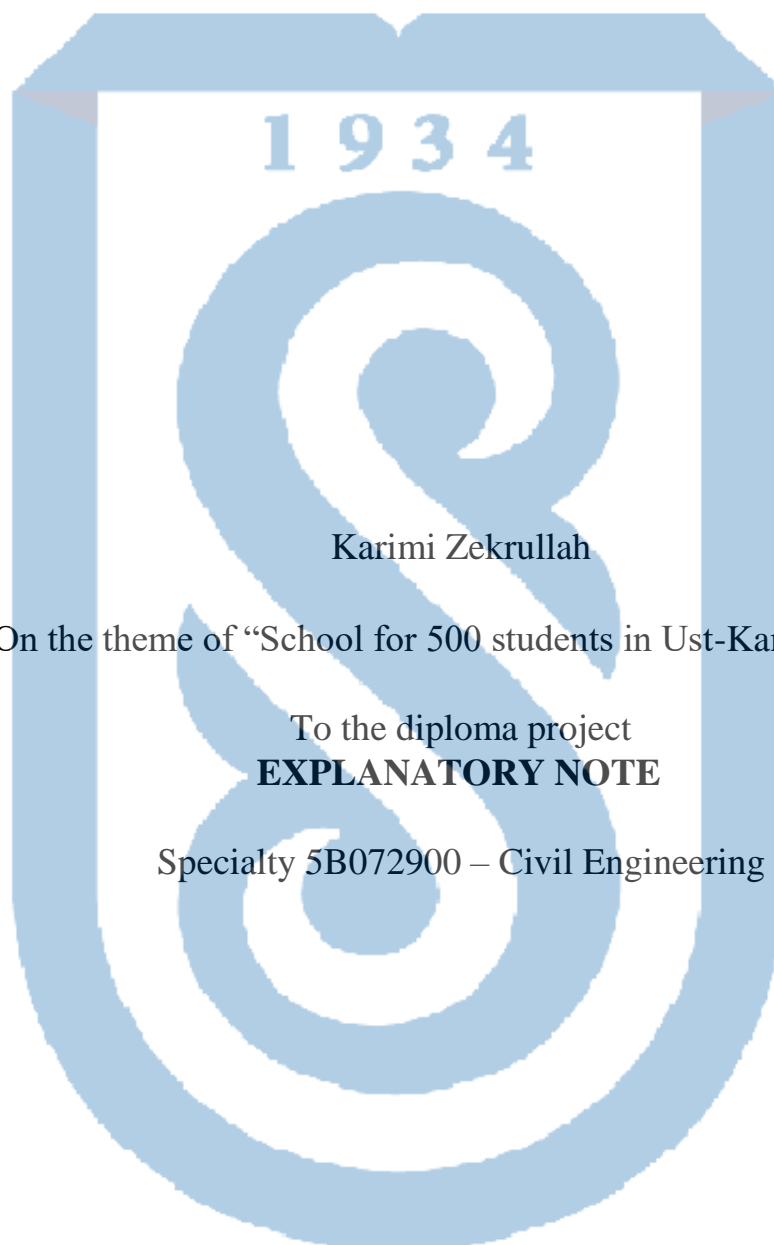 1934
Karimi Zekrullah
On the theme of “School for 500 students in Ust-Ka
To the diploma project
EXPLANATORY NOTE
Specialty 5B072900 – Civil Engineering